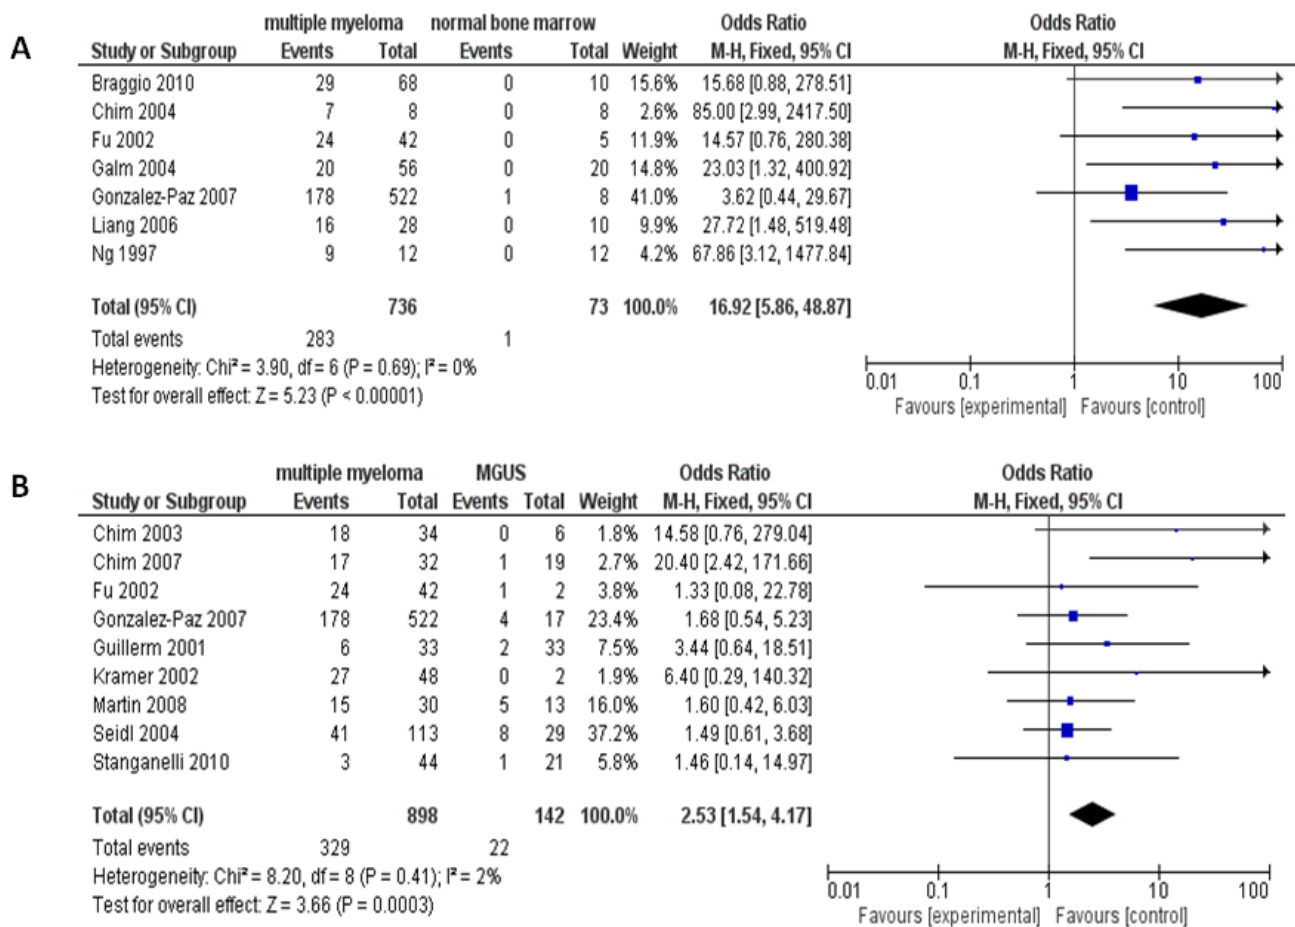 A
multiple myeloma normal bone marrow Odds Ratio Odds Ratio
Study or Subgroup Events Total Events Total Weight M-H, Fixed, 95% CI M-H, Fixed, 95% CI
Braggio 2010 29 68 0 10 15.6% 15.68 [0.88, 278.51]
Chim 2004 7 8 0 8 2.6% 85.00 [2.99, 2417.50]
Fu 2002 24 42 0 5 11.9% 14.57 [0.76, 280.38]
Galm 2004 20 56 0 20 14.8% 23.03 [1.32, 400.92]
Gonzalez-Paz 2007 178 522 1 8 41.0% 3.62 [0.44, 29.67]
Liang 2006 16 28 0 10 9.9% 27.72 [1.48, 519.48]
Ng 1997 9 12 0 12 4.2% 67.86 [3.12, 1477.84]
Total (95% CI) 736 73 100.0% 16.92 [5.86, 48.87]
Total events 283 1
Heterogeneity: Chi² = 3.90, df = 6 (P = 0.69); I² = 0%
Test for overall effect: Z = 5.23 (P < 0.00001)
0.01 0.1 1 10 100
Favours [experimental] Favours [control]
B
multiple myeloma MGUS Odds Ratio Odds Ratio
Study or Subgroup Events Total Events Total Weight M-H, Fixed, 95% CI M-H, Fixed, 95% CI
Chim 2003 18 34 0 6 1.8% 14.58 [0.76, 279.04]
Chim 2007 17 32 1 19 2.7% 20.40 [2.42, 171.66]
Fu 2002 24 42 1 2 3.8% 1.33 [0.08, 22.78]
Gonzalez-Paz 2007 178 522 4 17 23.4% 1.68 [0.54, 5.23]
Guillerm 2001 6 33 2 33 7.5% 3.44 [0.64, 18.51]
Kramer 2002 27 48 0 2 1.9% 6.40 [0.29, 140.32]
Martin 2008 15 30 5 13 16.0% 1.60 [0.42, 6.03]
Seidl 2004 41 113 8 29 37.2% 1.49 [0.61, 3.68]
Stanganelli 2010 3 44 1 21 5.8% 1.46 [0.14, 14.97]
Total (95% CI) 898 142 100.0% 2.53 [1.54, 4.17]
Total events 329 22
Heterogeneity: Chi² = 8.20, df = 8 (P = 0.41); I² = 2%
Test for overall effect: Z = 3.66 (P = 0.0003)
0.01 0.1 1 10 100
Favours [experimental] Favours [control]